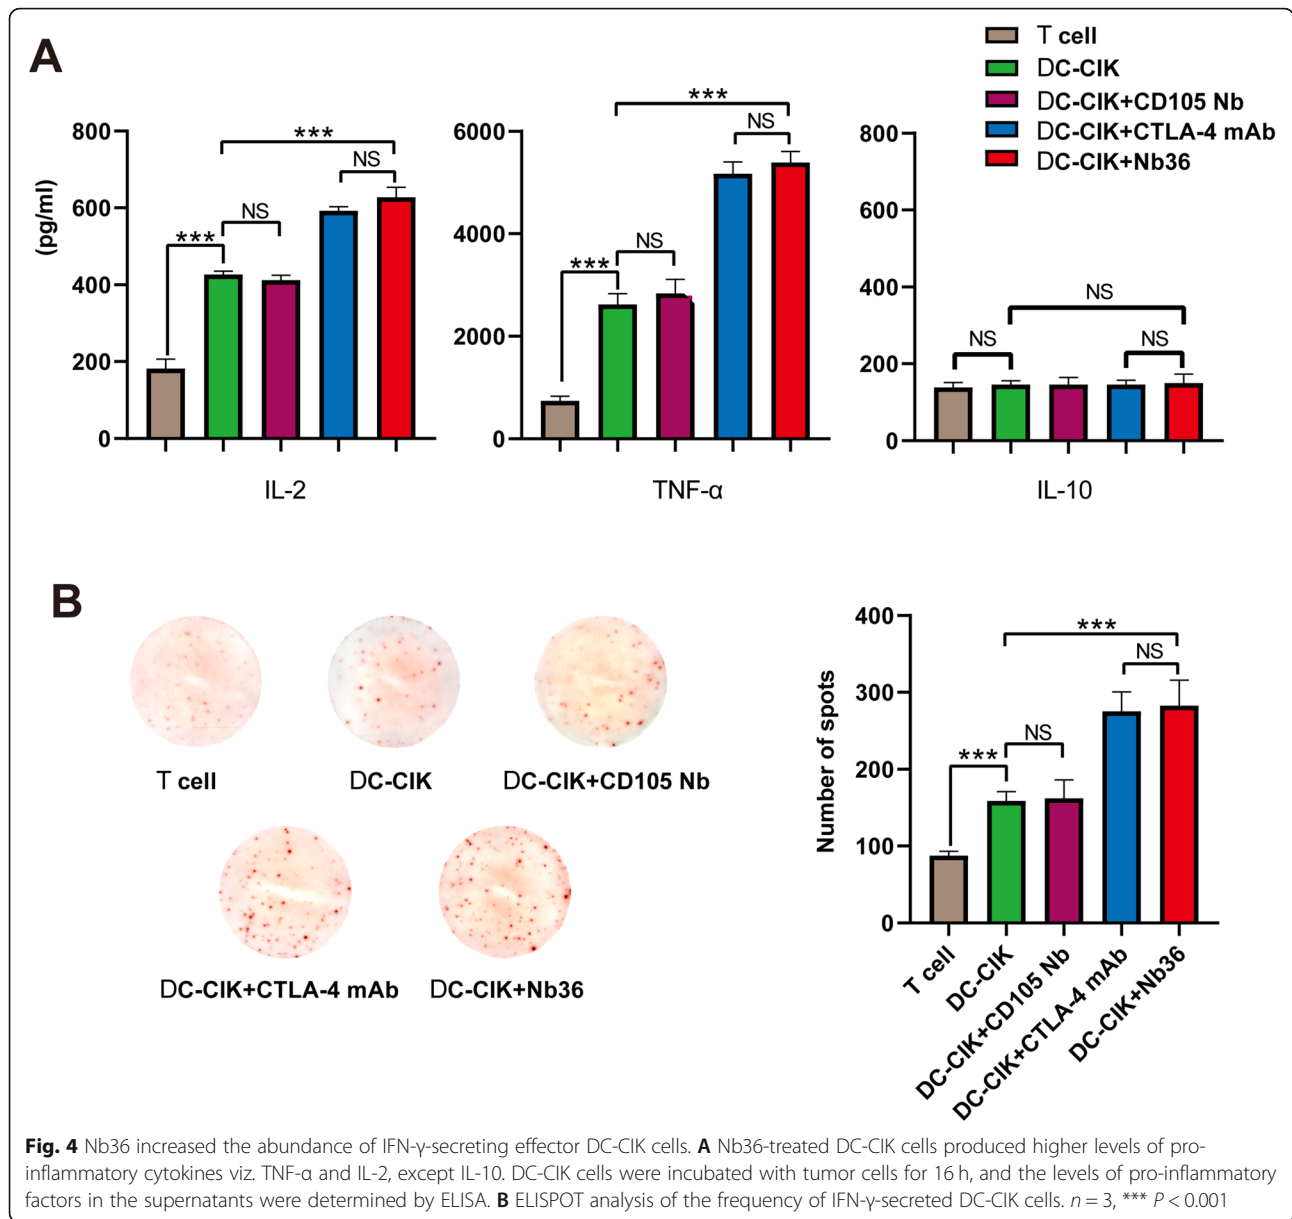 A
T cell
DC-CIK
DC-CIK+CD105 Nb
DC-CIK+CTLA-4 mAb
DC-CIK+Nb36
(pg/ml)
800
600
400
200
0
***
NS
NS
***
IL-2
6000
4000
2000
0
***
NS
NS
***
TNF-α
800
600
400
200
0
NS
NS
NS
IL-10
B
T cell
DC-CIK
DC-CIK+CD105 Nb
DC-CIK+CTLA-4 mAb
DC-CIK+Nb36
Number of spots
400
300
200
100
0
***
NS
NS
***
T cell
DC-CIK
DC-CIK+CD105 Nb
DC-CIK+CTLA-4 mAb
DC-CIK+Nb36
Fig. 4 Nb36 increased the abundance of IFN-γ-secreting effector DC-CIK cells. A Nb36-treated DC-CIK cells produced higher levels of pro-
inflammatory cytokines viz. TNF-α and IL-2, except IL-10. DC-CIK cells were incubated with tumor cells for 16 h, and the levels of pro-inflammatory
factors in the supernatants were determined by ELISA. B ELISPOT analysis of the frequency of IFN-γ-secreted DC-CIK cells. n = 3, *** P < 0.001